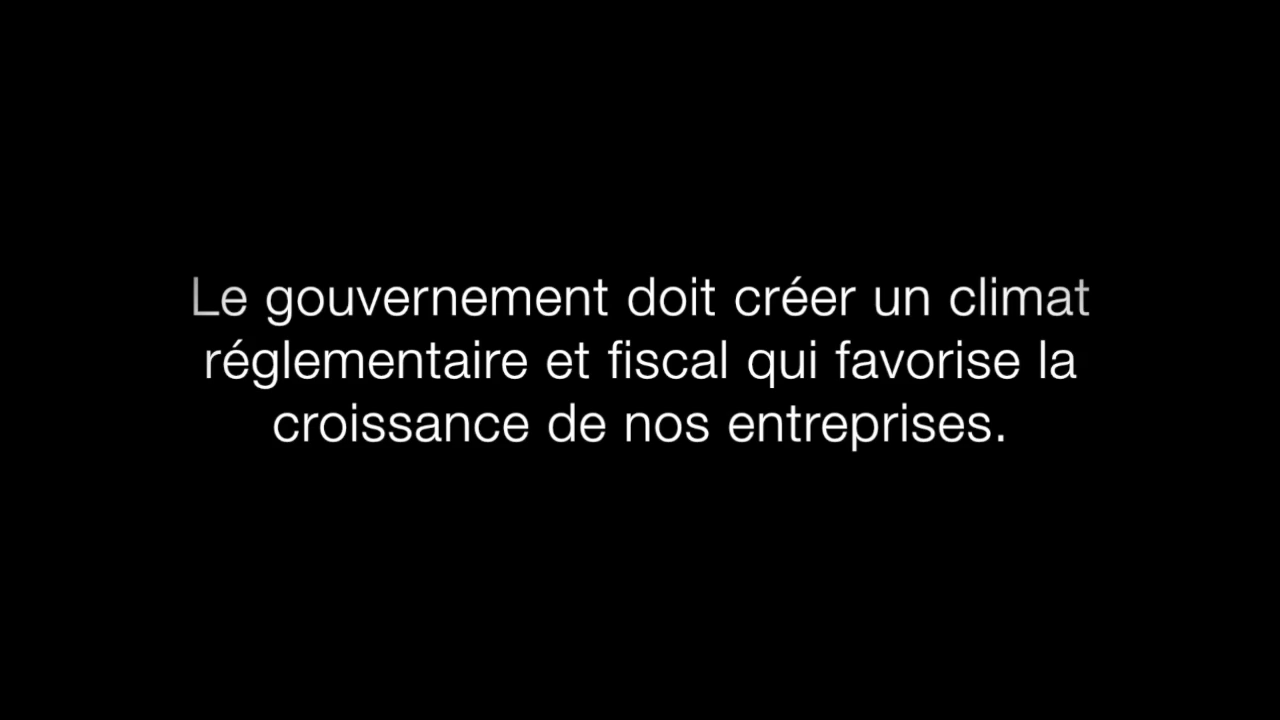 Le gouvernement doit créer un climat
réglementaire et fiscal qui favorise la
croissance de nos entreprises.